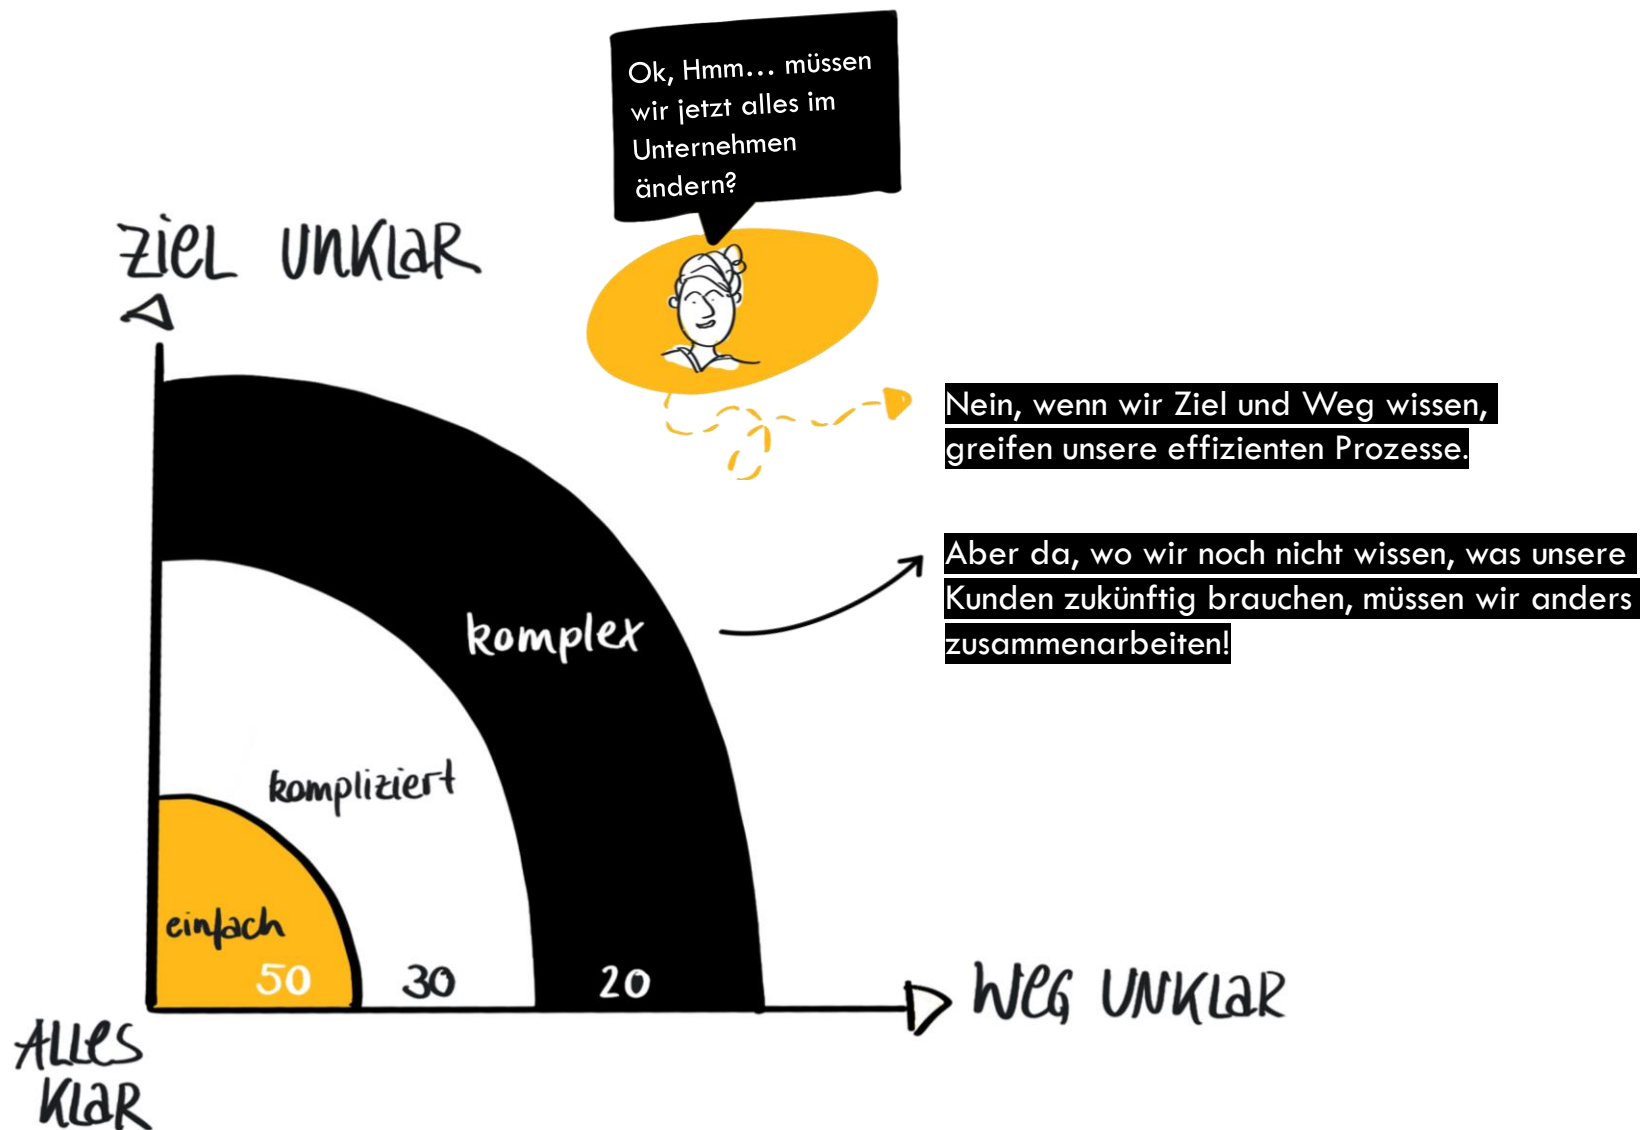 Ok, Hmm... müssen
wir jetzt alles im
Unternehmen
ändern?
Ziel UNKLAR
Nein, wenn wir Ziel und Weg wissen,
greifen unsere effizienten Prozesse.
Aber da, wo wir noch nicht wissen, was unsere
Kunden zukünftig brauchen, müssen wir anders
zusammenarbeiten!
komplex
kompliziert
einfach
50 30 20
WEG UNKLAR
ALLES
KLAR